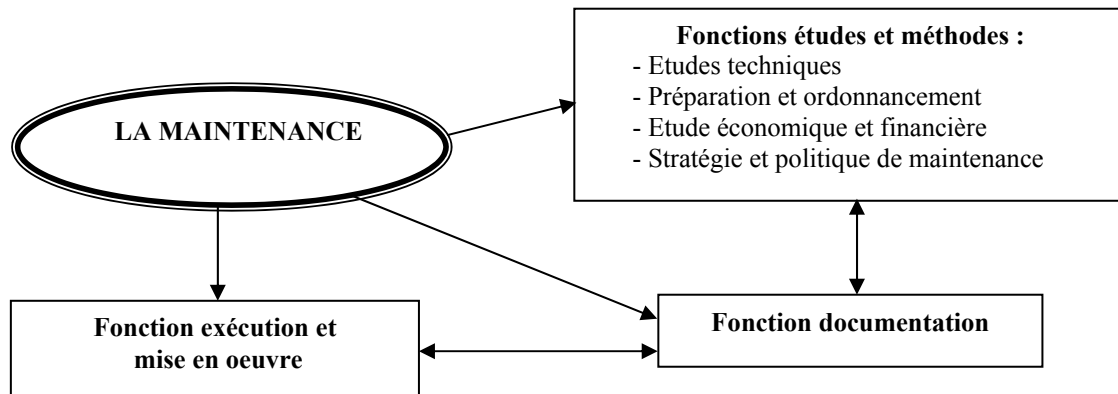 Fonctions études et méthodes :
- Etudes techniques
- Préparation et ordonnancement
- Etude économique et financière
- Stratégie et politique de maintenance
LA MAINTENANCE
Fonction exécution et
mise en oeuvre
Fonction documentation